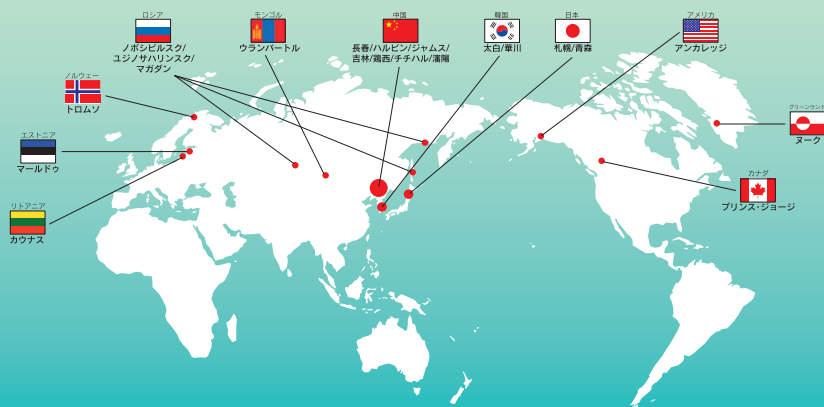 ロシア
ノボシビルスク/
ユジノサハリンスク/
マガダン
モンゴル
ウランバートル
中国
長春/ハルビン/ジャムス/
吉林/鶏西/チチハル/瀋陽
韓国
太白/華川
日本
札幌/青森
アメリカ
アンカレッジ
ノルウェー
トロムソ
グリーンランド
ヌーク
エストニア
マールドゥ
カナダ
プリンス・ジョージ
リトアニア
カウナス